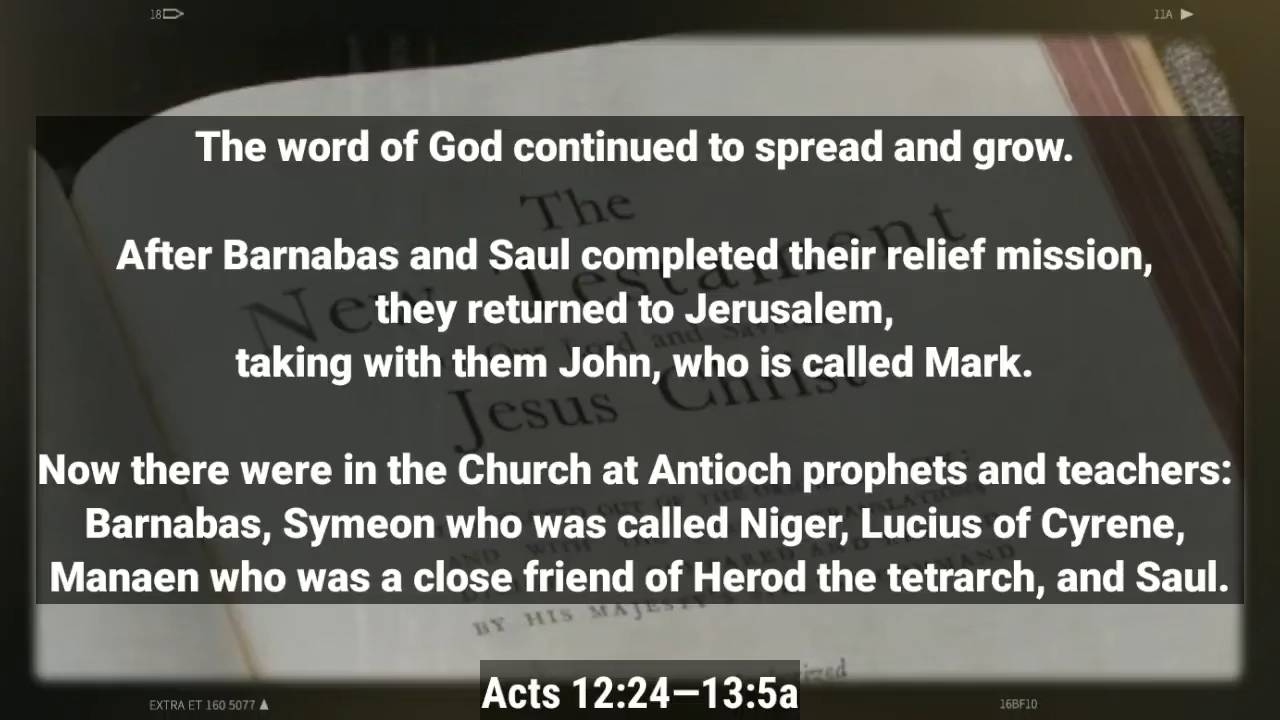 18
11A
The word of God continued to spread and grow.
The
After Barnabas and Saul completed their relief mission,
New Testament
they returned to Jerusalem,
Our Lord and
taking with them John, who is called Mark.
Jesus Christ
Now there were in the Church at Antioch prophets and teachers:
Barnabas, Symeon who was called Niger, Lucius of Cyrene,
Manaen who was a close friend of Herod the tetrarch, and Saul.
BY HIS MAJESTY'S
Acts 12:24—13:5a
EXTRA ET 160 5077
16BF10